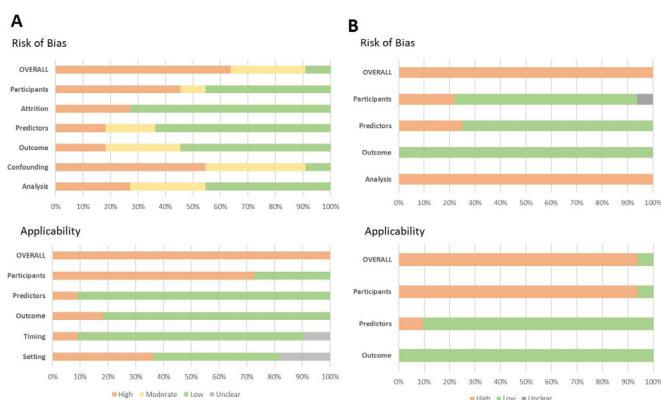 A
Risk of Bias
OVERALL
Participants
Attrition
Predictors
Outcome
Confounding
Analysis
0% 10% 20% 30% 40% 50% 60% 70% 80% 90% 100%
Applicability
OVERALL
Participants
Predictors
Outcome
Timing
Setting
0% 10% 20% 30% 40% 50% 60% 70% 80% 90% 100%
High Moderate Low Unclear
B
Risk of Bias
OVERALL
Participants
Predictors
Outcome
Analysis
0% 10% 20% 30% 40% 50% 60% 70% 80% 90% 100%
Applicability
OVERALL
Participants
Predictors
Outcome
0% 10% 20% 30% 40% 50% 60% 70% 80% 90% 100%
High Low Unclear